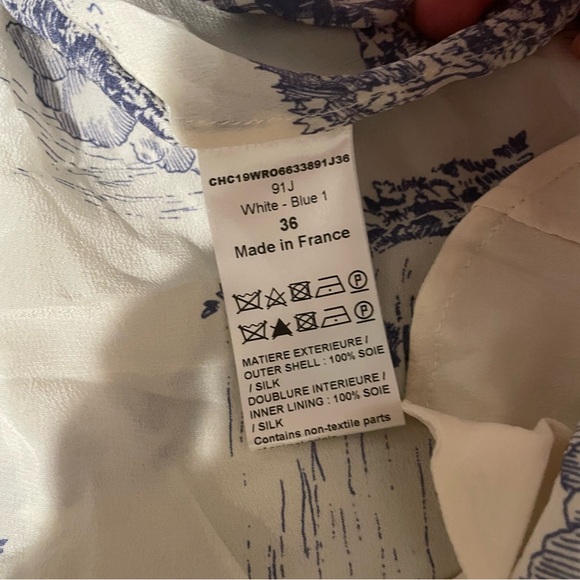 CHC19WRO6633891J36
91J
White - Blue 1
36
Made in France
P
P
MATIERE EXTERIEURE /
OUTER SHELL : 100% SOIE
/ SILK
DOUBLURE INTERIEURE /
INNER LINING : 100% SOIE
/ SILK
Contains non-textile parts